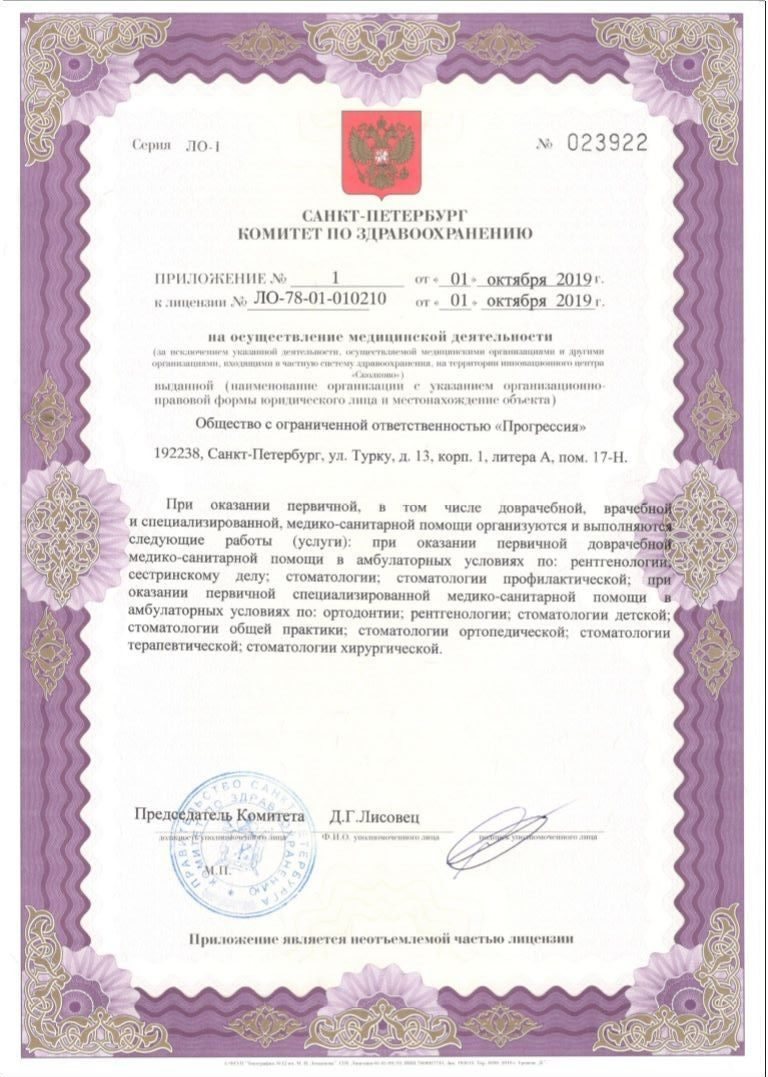 Серия ЛО-1 № 023922
САНКТ-ПЕТЕРБУРГ
КОМИТЕТ ПО ЗДРАВООХРАНЕНИЮ
ПРИЛОЖЕНИЕ № 1 от « 01 » октября 2019 г.
к лицензии № ЛО-78-01-010210 от « 01 » октября 2019 г.
на осуществление медицинской деятельности
(за исключением указанной деятельности, осуществляемой медицинскими организациями и другими
организациями, входящими в частную систему здравоохранения, на территории инновационного центра
«Сколково»)
выданной (наименование организации с указанием организационно-
правовой формы юридического лица и местонахождение объекта)
Общество с ограниченной ответственностью «Прогрессия»
192238, Санкт-Петербург, ул. Турку, д. 13, корп. 1, литера А, пом. 17-Н.
При оказании первичной, в том числе доврачебной, врачебной
и специализированной, медико-санитарной помощи организуются и выполняются
следующие работы (услуги): при оказании первичной доврачебной
медико-санитарной помощи в амбулаторных условиях по: рентгенологии;
сестринскому делу; стоматологии; стоматологии профилактической; при
оказании первичной специализированной медико-санитарной помощи в
амбулаторных условиях по: ортодонтии; рентгенологии; стоматологии детской;
стоматологии общей практики; стоматологии ортопедической; стоматологии
терапевтической; стоматологии хирургической.
Председатель Комитета Д.Г.Лисовец
должность уполномоченного лица Ф.И.О. уполномоченного лица подпись уполномоченного лица
М.П.
ПРАВИТЕЛЬСТВО САНКТ-ПЕТЕРБУРГА
КОМИТЕТ ПО ЗДРАВООХРАНЕНИЮ
Приложение является неотъемлемой частью лицензии